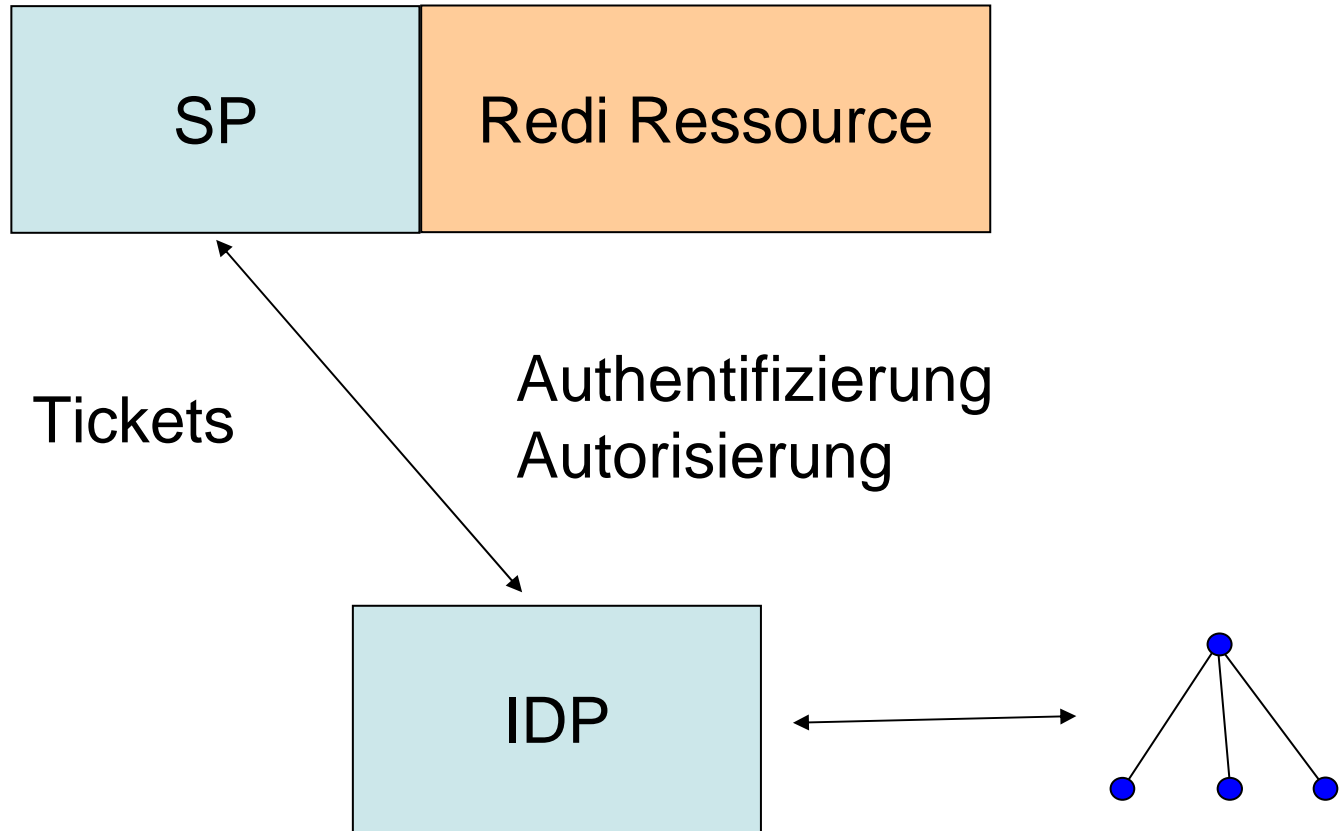 SP
Redi Ressource
Tickets
Authentifizierung
Autorisierung
IDP